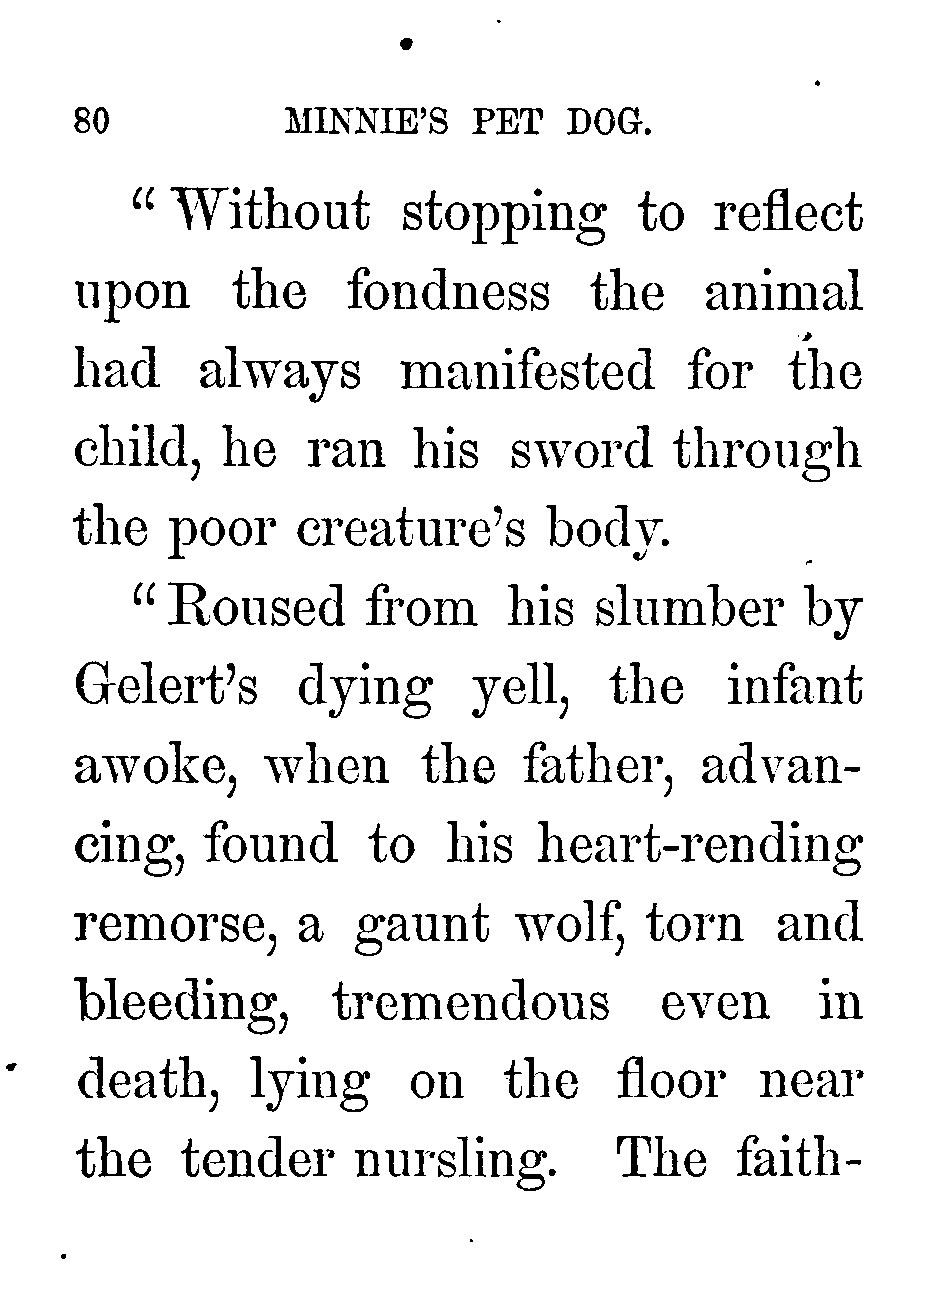 80 MINNIE'S PET DOG.
“Without stopping to reflect
upon the fondness the animal
had always manifested for the
child, he ran his sword through
the poor creature's body.
“Roused from his slumber by
Gelert's dying yell, the infant
awoke, when the father, advan-
cing, found to his heart-rending
remorse, a gaunt wolf, torn and
bleeding, tremendous even in
death, lying on the floor near
the tender nursling. The faith-